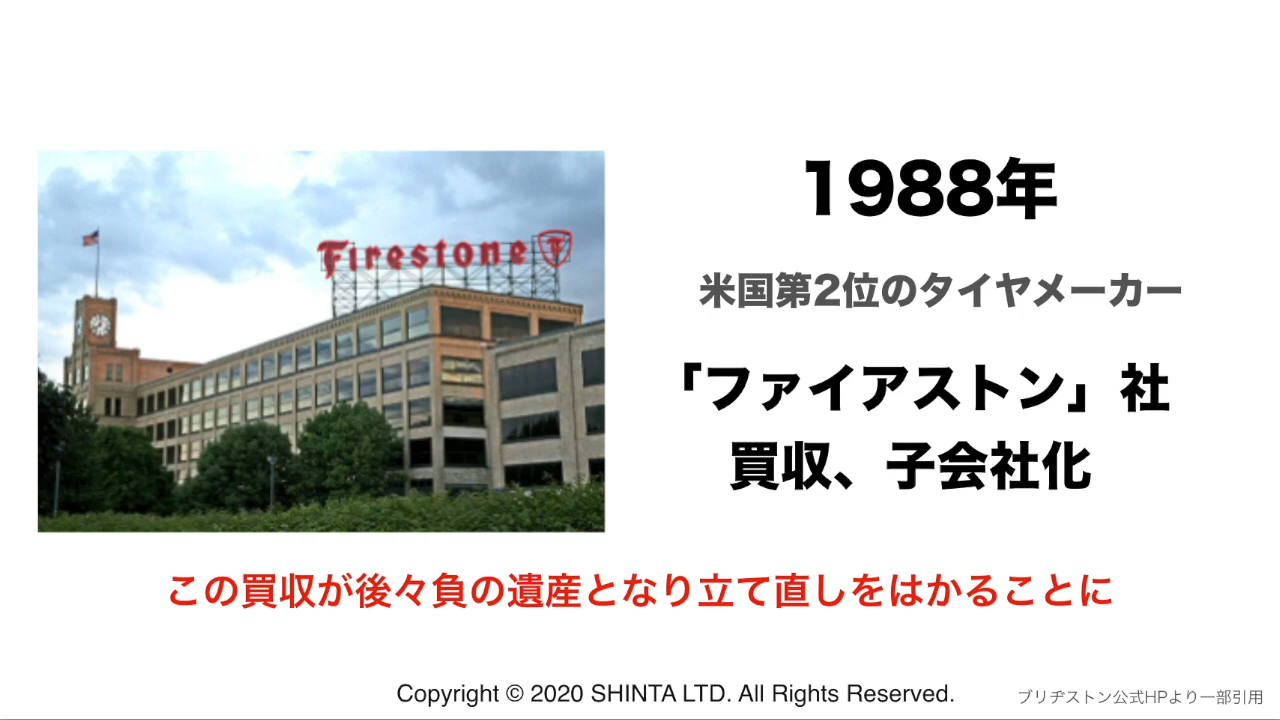 Firestone
1988年
米国第2位のタイヤメーカー
「ファイアストン」社
買収、子会社化
この買収が後々負の遺産となり立て直しをはかることに
Copyright © 2020 SHINTA LTD. All Rights Reserved.
ブリヂストン公式HPより一部引用